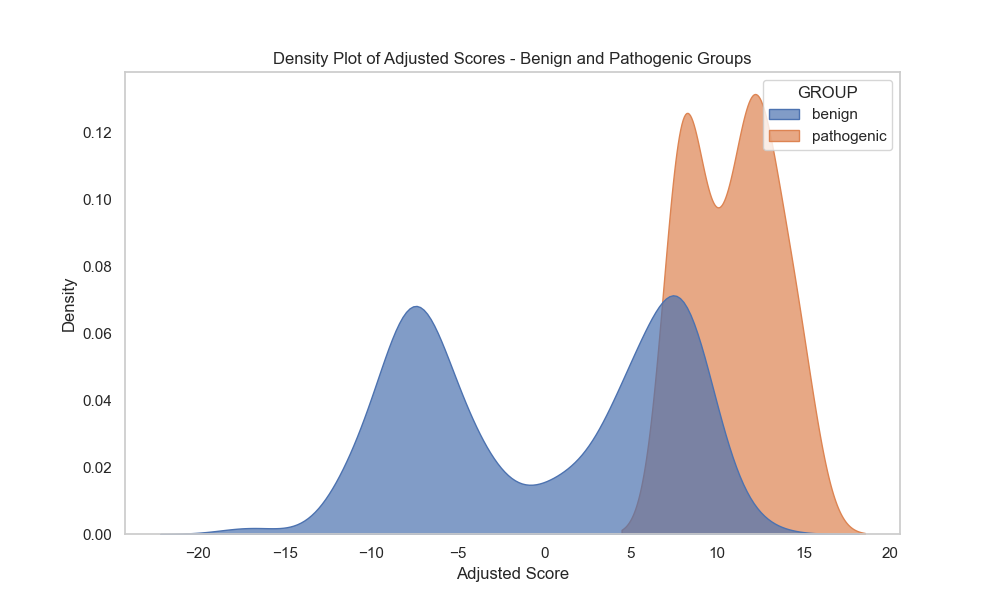 Density Plot of Adjusted Scores - Benign and Pathogenic Groups
GROUP
benign
pathogenic
Density
0.12
0.10
0.08
0.06
0.04
0.02
0.00
−20
−15
−10
−5
0
5
10
15
20
Adjusted Score